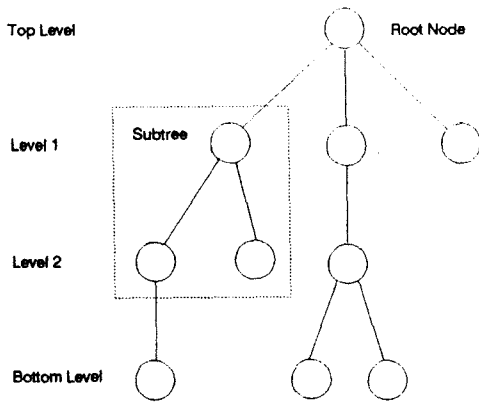 Top Level
Root Node
Subtree
Level 1
Level 2
Bottom Level